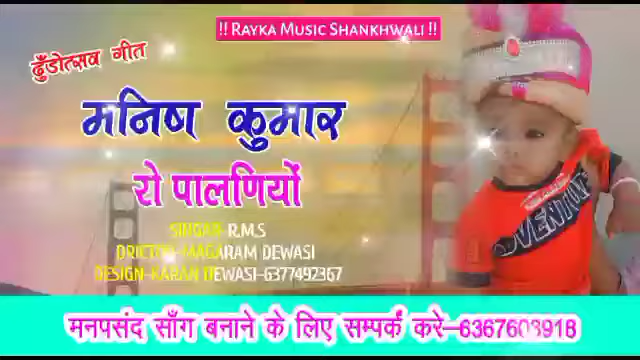 !! Rayka Music Shankhwali !!
ढुँडोत्सव गीत
मनिष कुमार
रो पालणियों
SINGAR-R.M.S
DRICTOR-MAGARAM DEWASI
DESIGN-KARAN DEWASI-6377492367
मनपसंद साँग बनाने के लिए सम्पर्क करे-6367603918
ADVENTURE